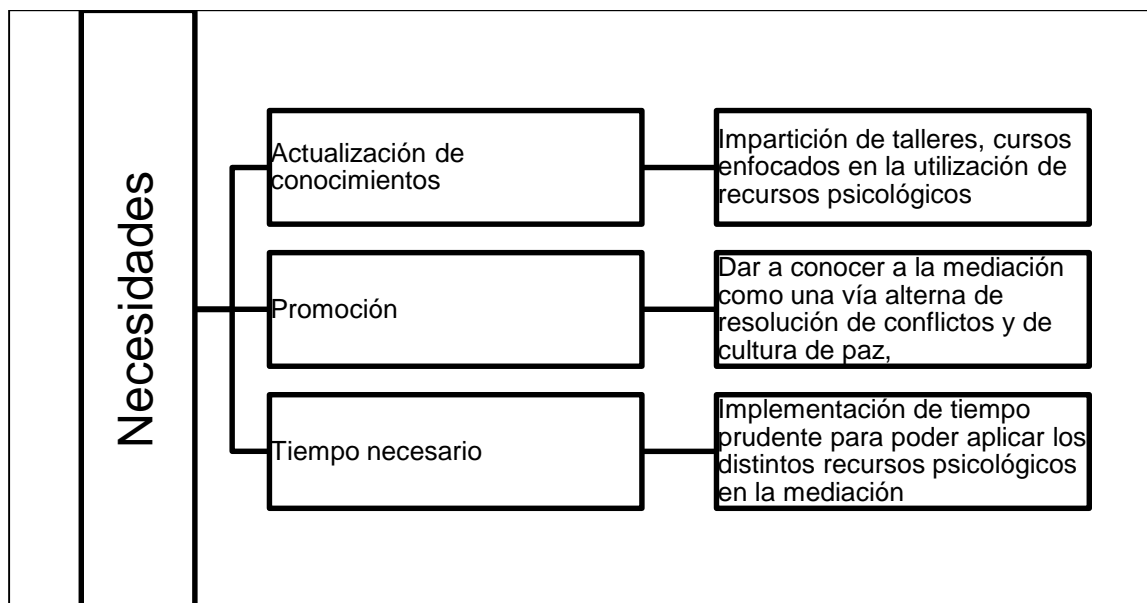 Necesidades
Actualización de
conocimientos
Impartición de talleres, cursos
enfocados en la utilización de
recursos psicológicos
Promoción
Dar a conocer a la mediación
como una vía alterna de
resolución de conflictos y de
cultura de paz,
Tiempo necesario
Implementación de tiempo
prudente para poder aplicar los
distintos recursos psicológicos
en la mediación